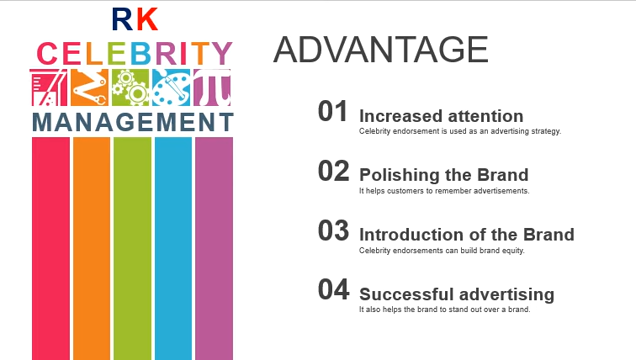 RK
CELEBRITY
MANAGEMENT
ADVANTAGE
01 Increased attention
Celebrity endorsement is used as an advertising strategy.
02 Polishing the Brand
It helps customers to remember advertisements.
03 Introduction of the Brand
Celebrity endorsements can build brand equity.
04 Successful advertising
It also helps the brand to stand out over a brand.